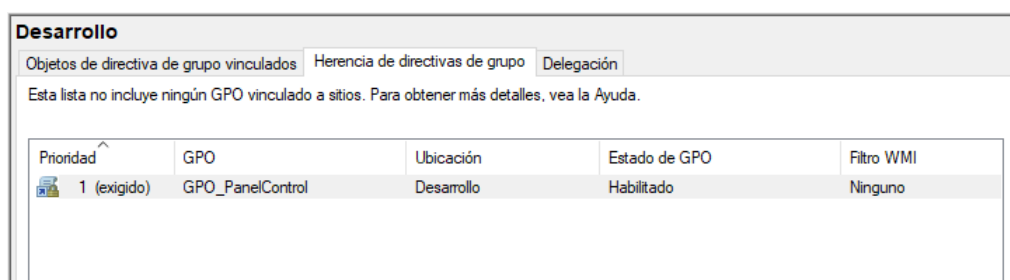 Desarrollo
Objetos de directiva de grupo vinculados Herencia de directivas de grupo Delegación
Esta lista no incluye ningún GPO vinculado a sitios. Para obtener más detalles, vea la Ayuda.
Prioridad GPO Ubicación Estado de GPO Filtro WMI
1 (exigido) GPO_PanelControl Desarrollo Habilitado Ninguno